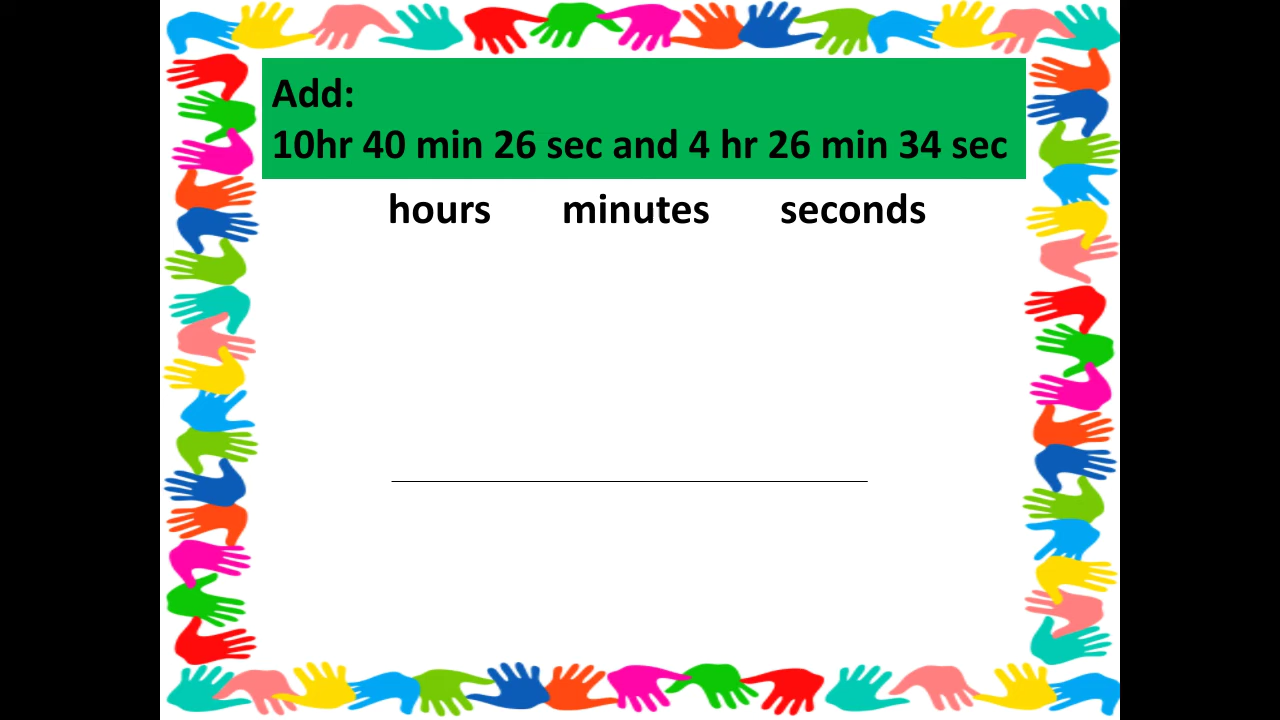 Add:
10hr 40 min 26 sec and 4 hr 26 min 34 sec
hours minutes seconds